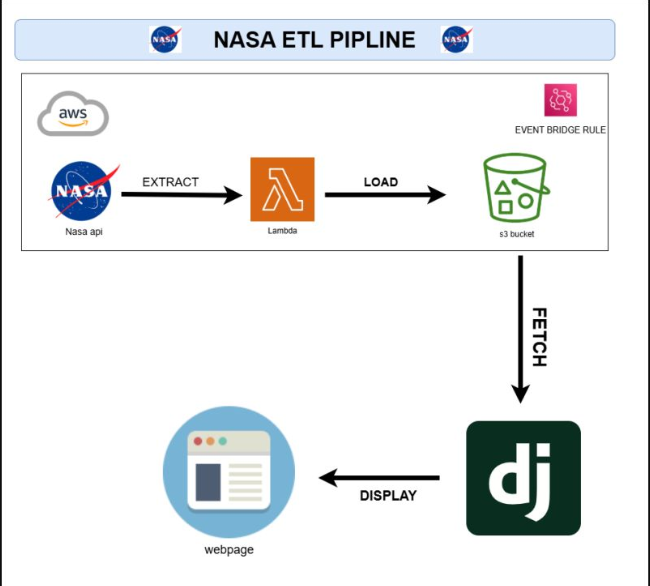 NASA NASA ETL PIPLINE NASA
aws
EVENT BRIDGE RULE
NASA
EXTRACT
LOAD
Nasa api
Lambda
s3 bucket
FETCH
dj
DISPLAY
webpage